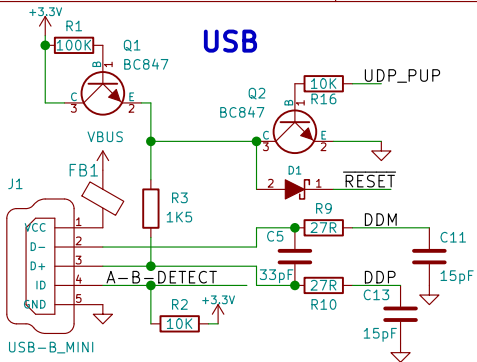 +3.3V
R1
100K
Q1
BC847
USB
B
1
C
3
E
2
Q2
BC847
B
1
10K
R16
UDP_PUP
C
3
E
2
VBUS
FB1
J1
R3
1K5
D1
2
1
RESET
VCC
1
D-
2
D+
3
ID
4
GND
5
USB-B_MINI
A-B-DETECT
R2
10K
+3.3V
C5
33pF
R9
27R
DDM
27R
R10
DDP
C11
15pF
C13
15pF